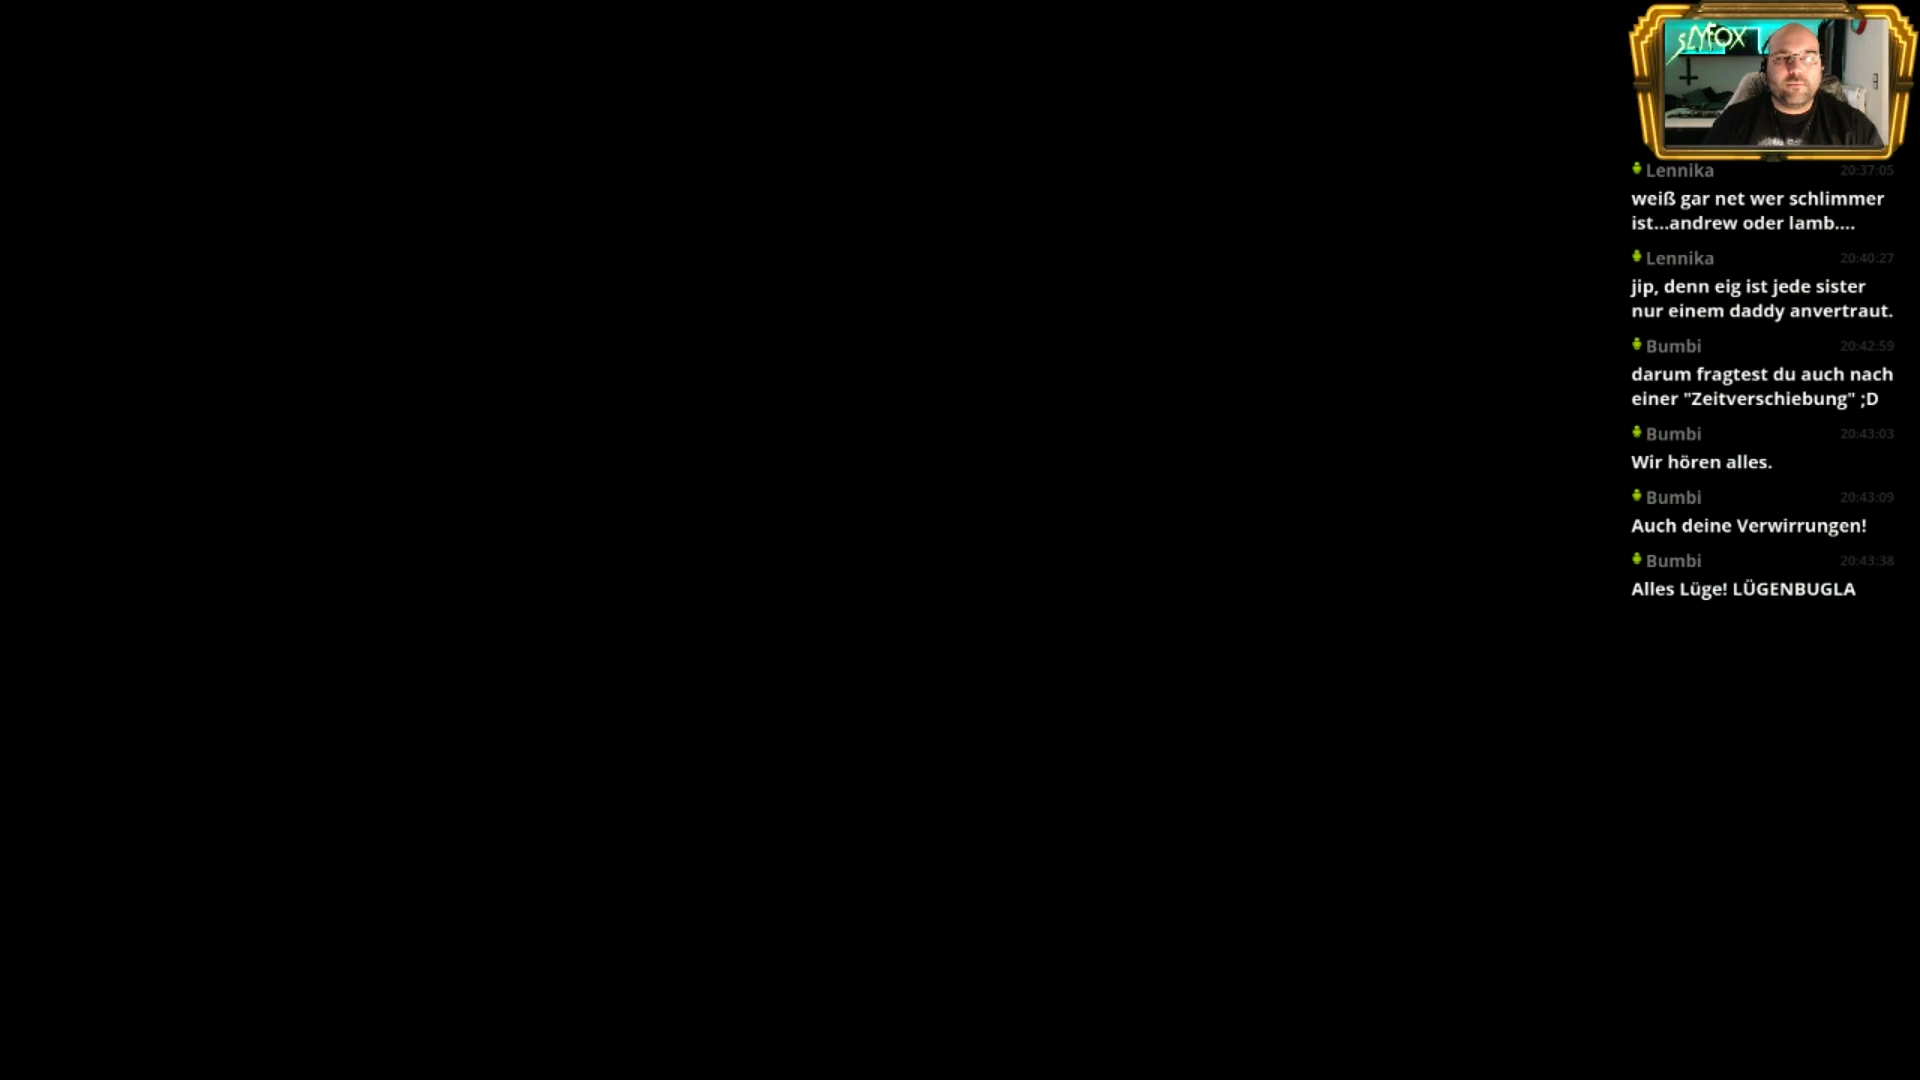 SLYFOX
Lennika 20:37:05
weiß gar net wer schlimmer
ist...andrew oder lamb....
Lennika 20:40:27
jip, denn eig ist jede sister
nur einem daddy anvertraut.
Bumbi 20:42:59
darum fragtest du auch nach
einer "Zeitverschiebung" ;D
Bumbi 20:43:03
Wir hören alles.
Bumbi 20:43:09
Auch deine Verwirrungen!
Bumbi 20:43:38
Alles Lüge! LÜGENBUGLA